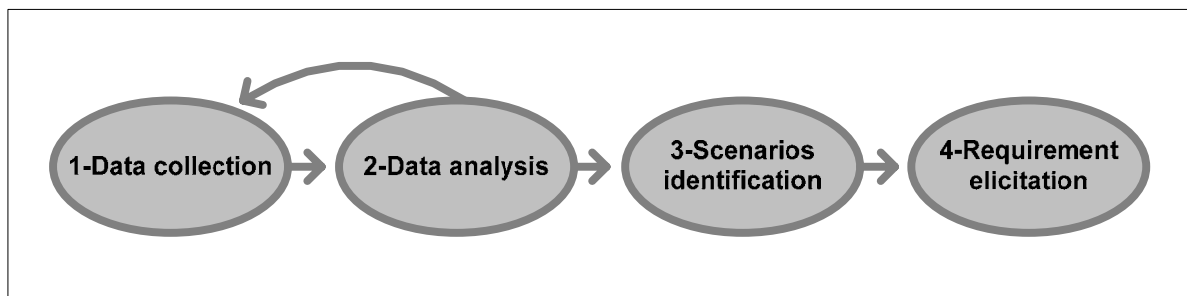 1-Data collection
2-Data analysis
3-Scenarios
identification
4-Requirement
elicitation